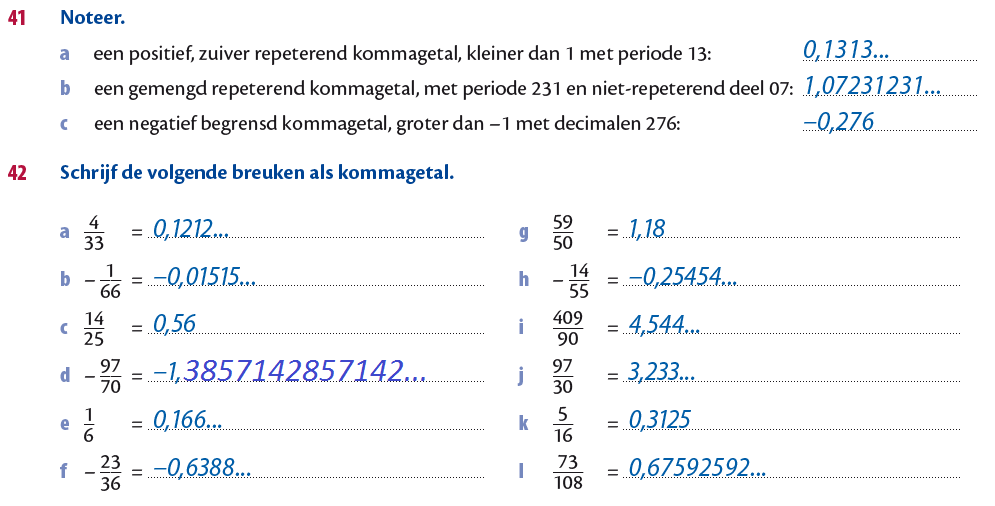 41 Noteer.
a een positief, zuiver repeterend kommagetal, kleiner dan 1 met periode 13: 0,1313...
b een gemengd repeterend kommagetal, met periode 231 en niet-repeterend deel 07: 1,07231231...
c een negatief begrensd kommagetal, groter dan −1 met decimalen 276: −0,276
42 Schrijf de volgende breuken als kommagetal.
a 4/33 = 0,1212...
b −1/66 = −0,01515...
c 14/25 = 0,56
d −97/70 = −1,3857142857142...
e 1/6 = 0,166...
f −23/36 = −0,6388...
g 59/50 = 1,18
h −14/55 = −0,25454...
i 409/90 = 4,544...
j 97/30 = 3,233...
k 5/16 = 0,3125
l 73/108 = 0,67592592...